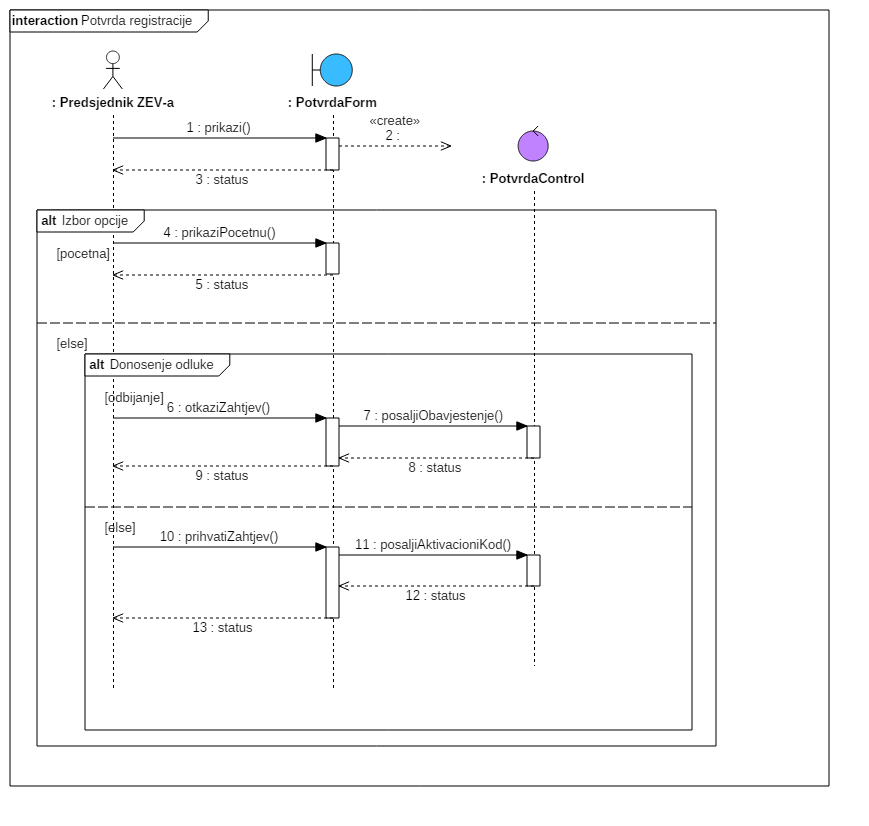 interaction Potvrda registracije
: Predsjednik ZEV-a
: PotvrdaForm
1 : prikazi()
«create»
2 :
3 : status
: PotvrdaControl
alt Izbor opcije
4 : prikaziPocetnu()
[pocetna]
5 : status
[else]
alt Donosenje odluke
[odbijanje]
6 : otkaziZahtjev()
7 : posaljiObavjestenje()
8 : status
9 : status
[else]
10 : prihvatiZahtjev()
11 : posaljiAktivacioniKod()
12 : status
13 : status